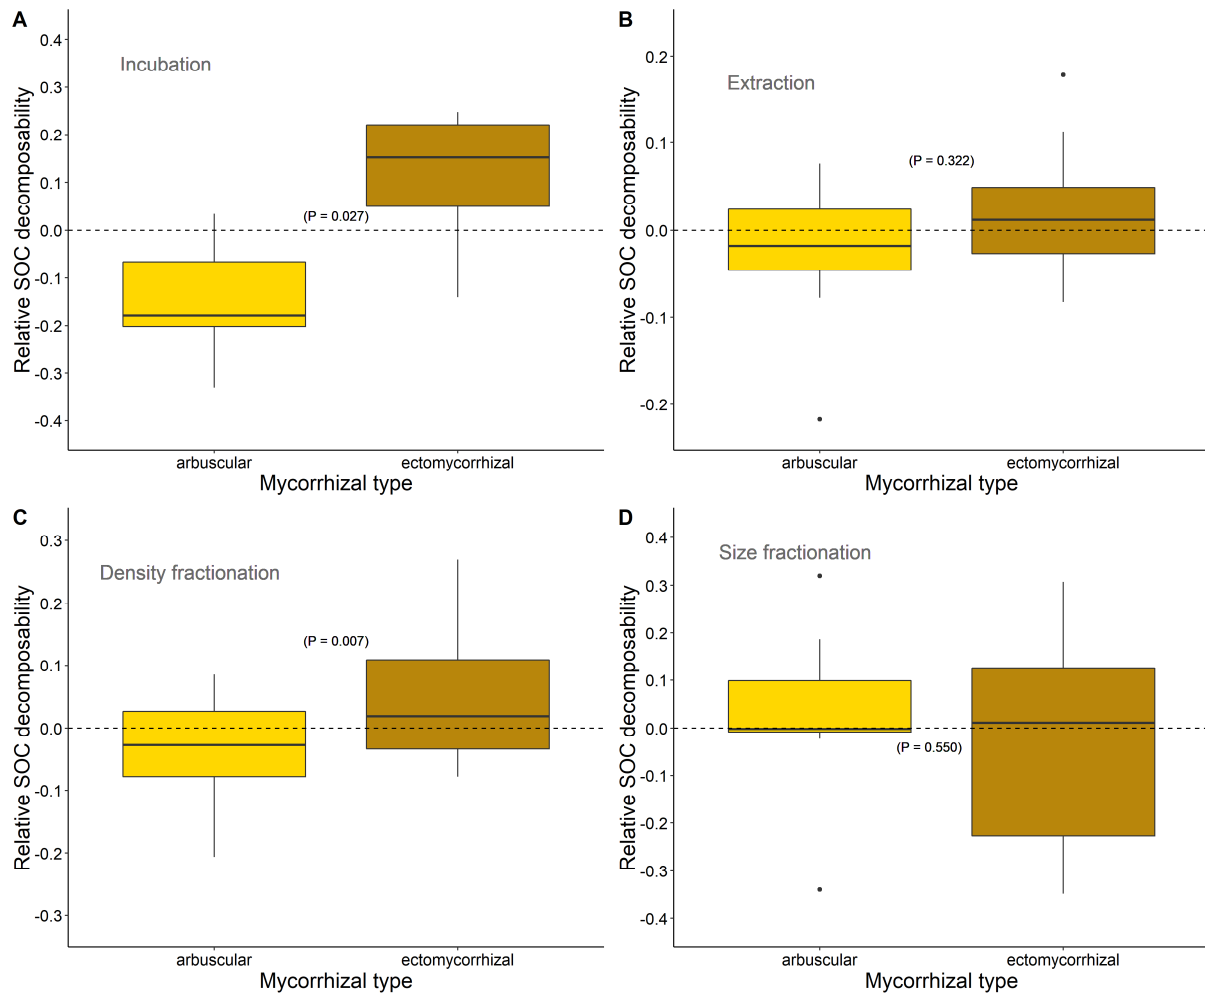 A
Incubation
Relative SOC decomposability
0.4
0.3
0.2
0.1
0.0
-0.1
-0.2
-0.3
-0.4
(P = 0.027)
arbuscular
ectomycorrhizal
Mycorrhizal type
B
Extraction
Relative SOC decomposability
0.2
0.1
0.0
-0.1
-0.2
(P = 0.322)
arbuscular
ectomycorrhizal
Mycorrhizal type
C
Density fractionation
Relative SOC decomposability
0.3
0.2
0.1
0.0
-0.1
-0.2
-0.3
(P = 0.007)
arbuscular
ectomycorrhizal
Mycorrhizal type
D
Size fractionation
Relative SOC decomposability
0.4
0.3
0.2
0.1
0.0
-0.1
-0.2
-0.3
-0.4
(P = 0.550)
arbuscular
ectomycorrhizal
Mycorrhizal type